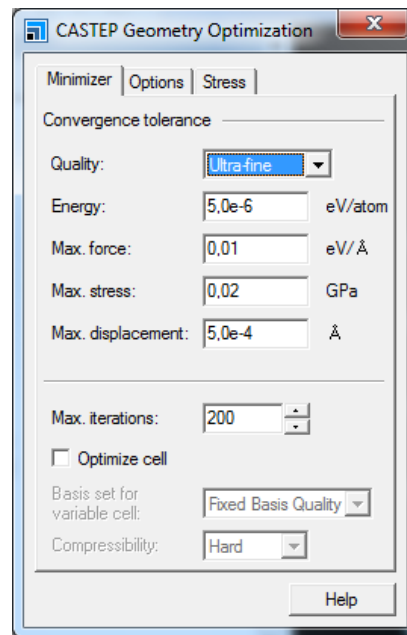 CASTEP Geometry Optimization
Minimizer Options Stress
Convergence tolerance
Quality: Ultra-fine
Energy: 5,0e-6 eV/atom
Max. force: 0,01 eV/Å
Max. stress: 0,02 GPa
Max. displacement: 5,0e-4 Å
Max. iterations: 200
Optimize cell
Basis set for
variable cell: Fixed Basis Quality
Compressibility: Hard
Help